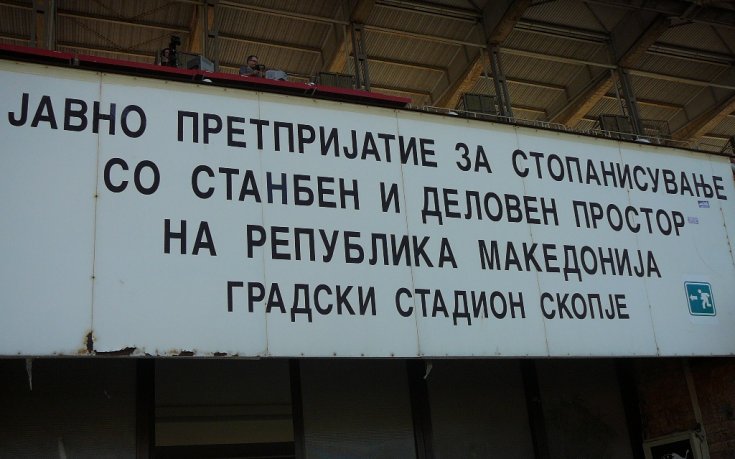 ЈАВНО ПРЕТПРИЈАТИЕ ЗА СТОПАНИСУВАЊЕ
СО СТАНБЕН И ДЕЛОВЕН ПРОСТОР
НА РЕПУБЛИКА МАКЕДОНИЈА
ГРАДСКИ СТАДИОН СКОПЈЕ